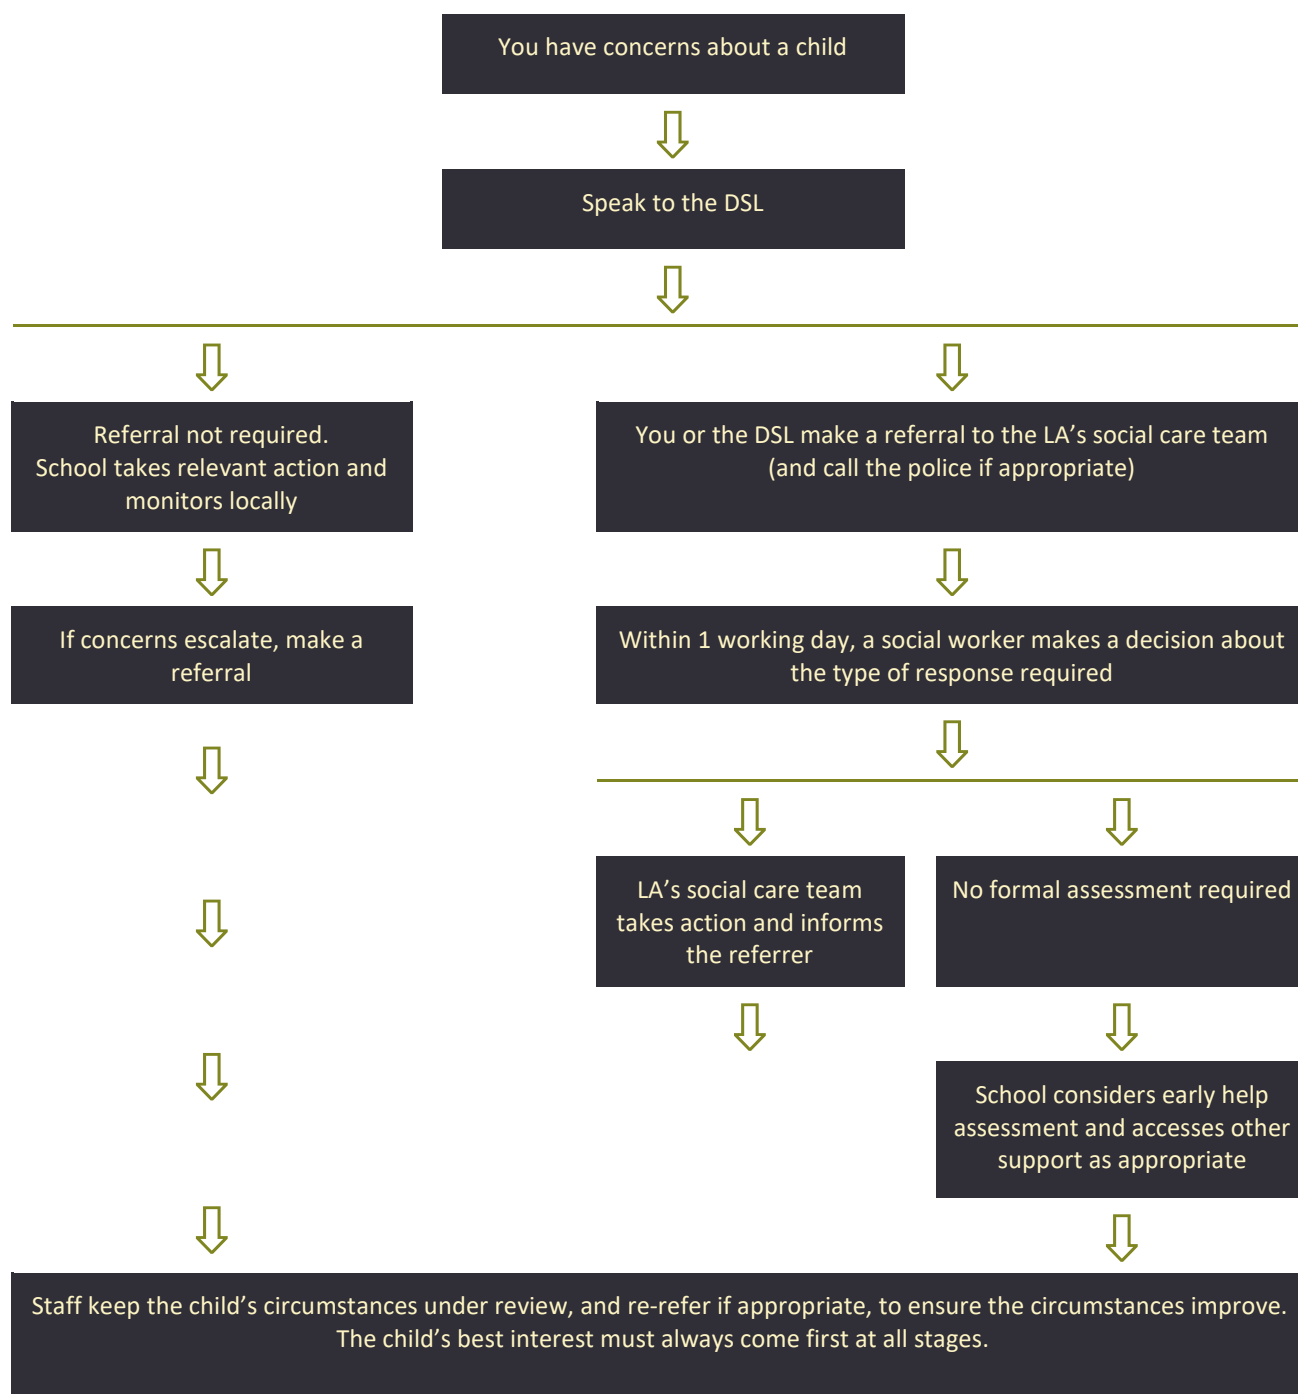 You have concerns about a child
Speak to the DSL
Referral not required.
School takes relevant action and
monitors locally
You or the DSL make a referral to the LA’s social care team
(and call the police if appropriate)
If concerns escalate, make a
referral
Within 1 working day, a social worker makes a decision about
the type of response required
LA’s social care team
takes action and informs
the referrer
No formal assessment required
School considers early help
assessment and accesses other
support as appropriate
Staff keep the child’s circumstances under review, and re-refer if appropriate, to ensure the circumstances improve.
The child’s best interest must always come first at all stages.